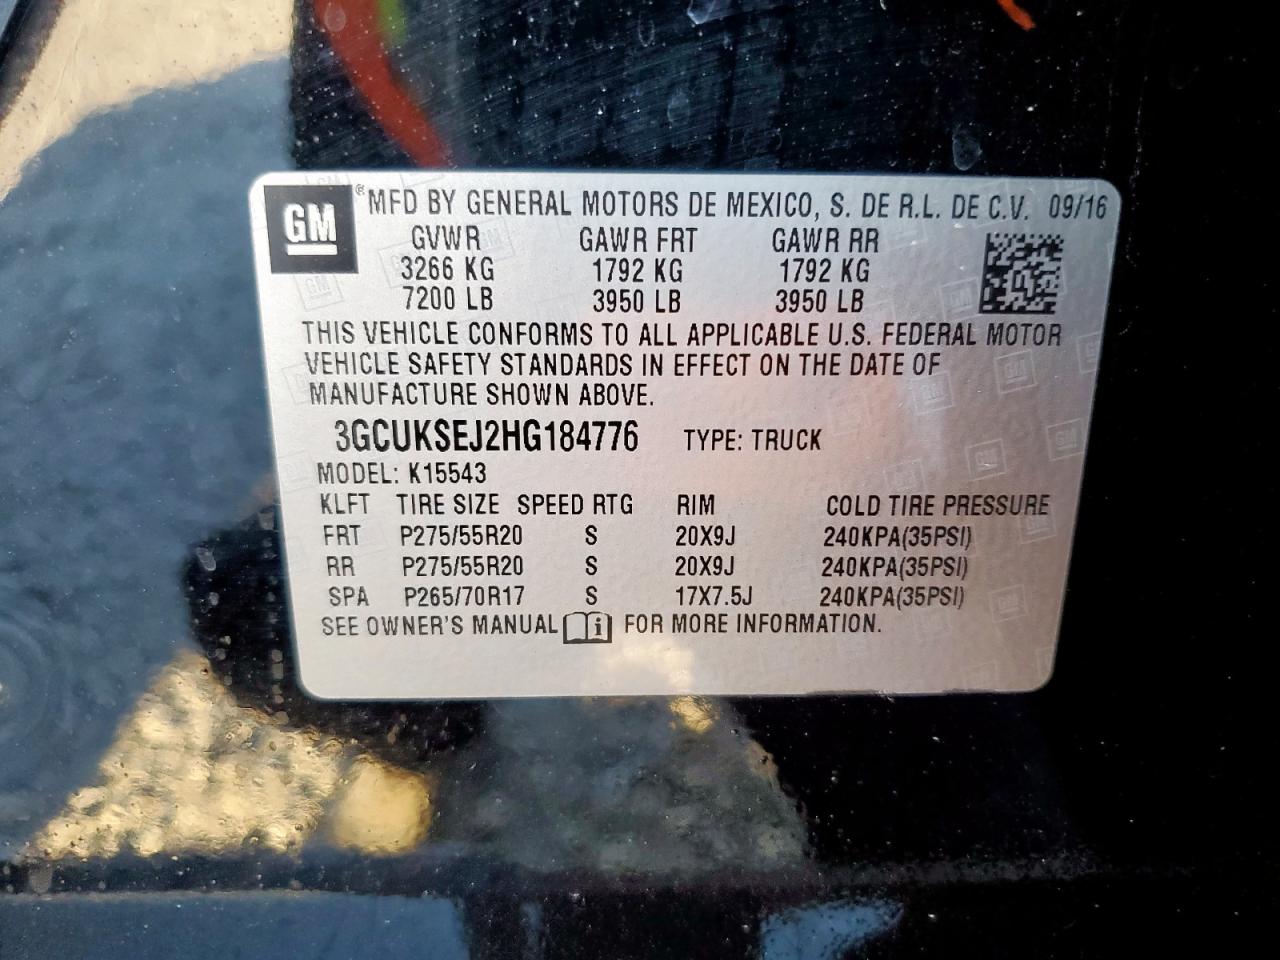 GM ® MFD BY GENERAL MOTORS DE MEXICO, S. DE R.L. DE C.V. 09/16
GVWR GAWR FRT GAWR RR
3266 KG 1792 KG 1792 KG
7200 LB 3950 LB 3950 LB
THIS VEHICLE CONFORMS TO ALL APPLICABLE U.S. FEDERAL MOTOR
VEHICLE SAFETY STANDARDS IN EFFECT ON THE DATE OF
MANUFACTURE SHOWN ABOVE.
3GCUKSEJ2HG184776 TYPE: TRUCK
MODEL: K15543
KLFT TIRE SIZE SPEED RTG RIM COLD TIRE PRESSURE
FRT P275/55R20 S 20X9J 240KPA(35PSI)
RR P275/55R20 S 20X9J 240KPA(35PSI)
SPA P265/70R17 S 17X7.5J 240KPA(35PSI)
SEE OWNER'S MANUAL i FOR MORE INFORMATION.